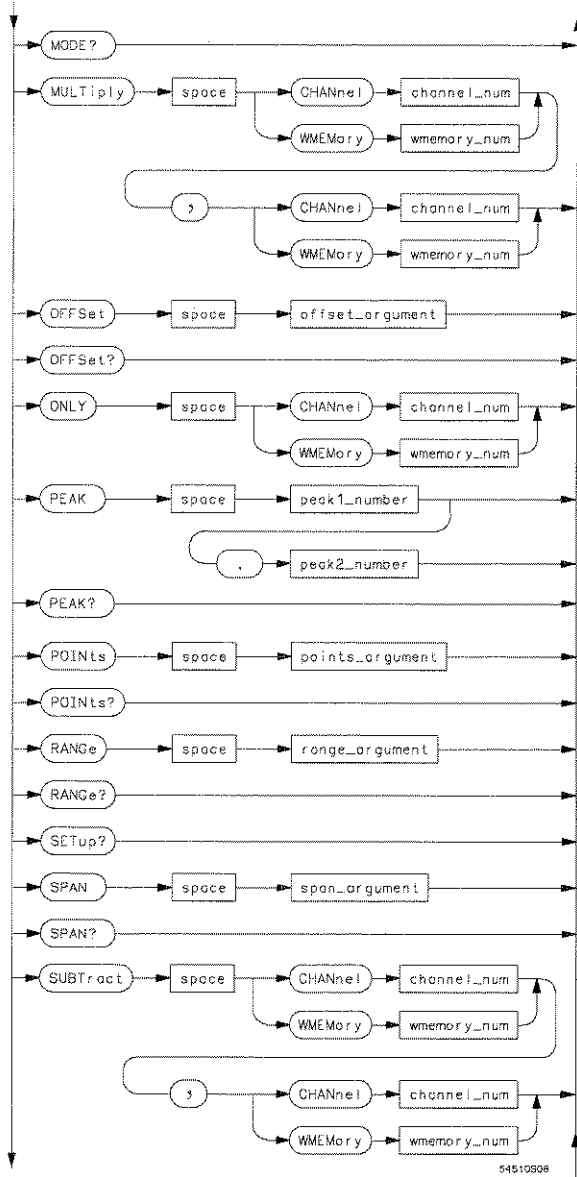 MODE?
MULTiply space CHANnel channel_num
WMEMory wmemory_num
, CHANnel channel_num
WMEMory wmemory_num
OFFSet space offset_argument
OFFSet?
ONLY space CHANnel channel_num
WMEMory wmemory_num
PEAK space peak1_number
, peak2_number
PEAK?
POINts space points_argument
POINts?
RANGe space range_argument
RANGe?
SETup?
SPAN space span_argument
SPAN?
SUBTract space CHANnel channel_num
WMEMory wmemory_num
, CHANnel channel_num
WMEMory wmemory_num
54510S08